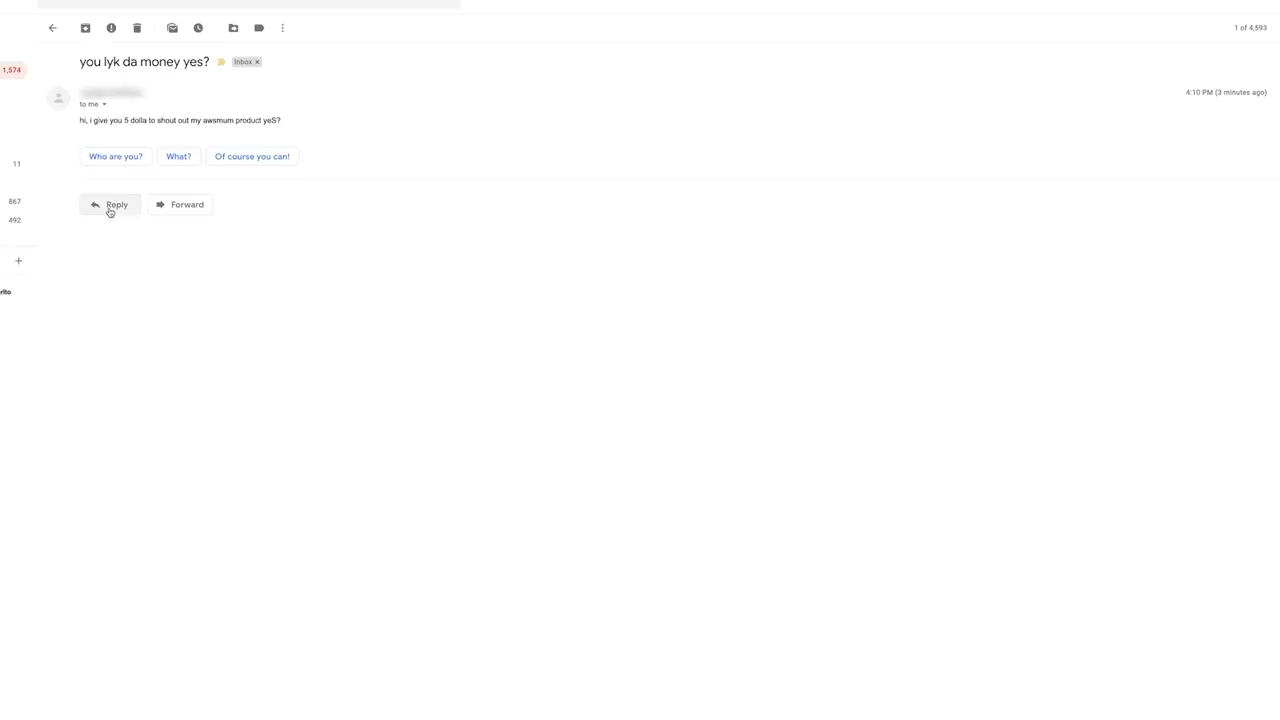 1 of 4,593
you lyk da money yes? Inbox x
1,574
4:10 PM (3 minutes ago)
to me
hi, i give you 5 dolla to shout out my awsmum product yeS?
Who are you? What? Of course you can!
11
867
Reply Forward
492
rito